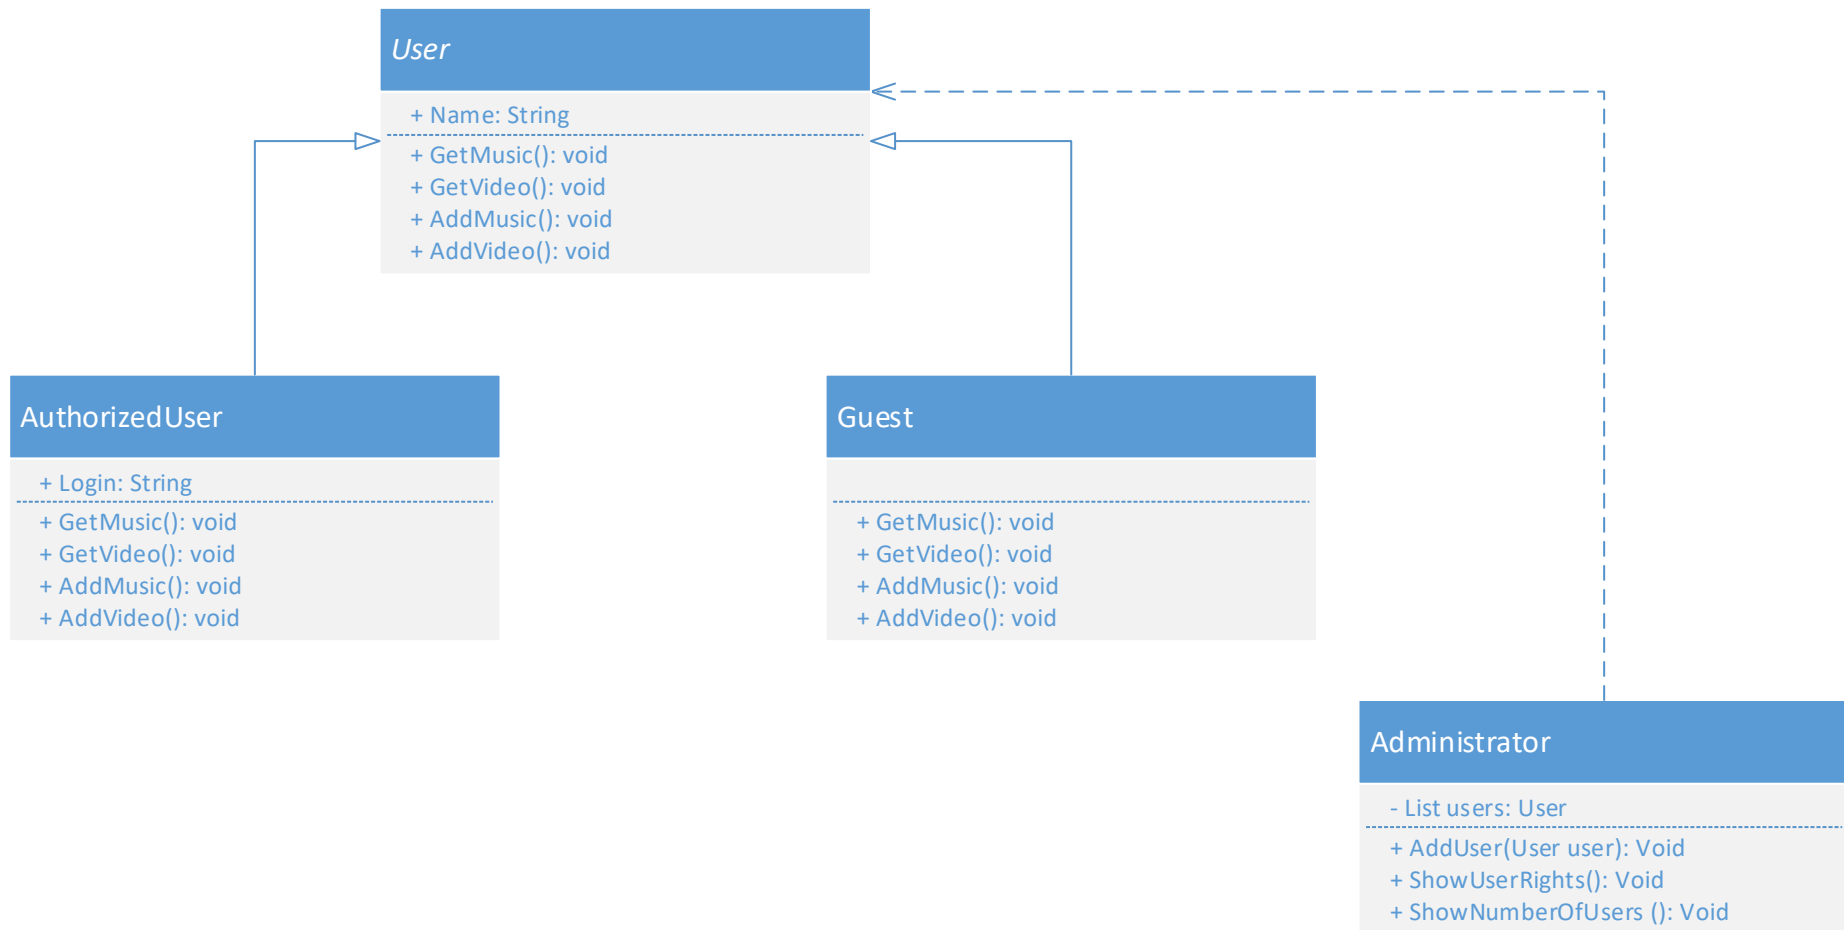 User
+ Name: String
+ GetMusic(): void
+ GetVideo(): void
+ AddMusic(): void
+ AddVideo(): void
AuthorizedUser
+ Login: String
+ GetMusic(): void
+ GetVideo(): void
+ AddMusic(): void
+ AddVideo(): void
Guest
+ GetMusic(): void
+ GetVideo(): void
+ AddMusic(): void
+ AddVideo(): void
Administrator
- List users: User
+ AddUser(User user): Void
+ ShowUserRights(): Void
+ ShowNumberOfUsers (): Void